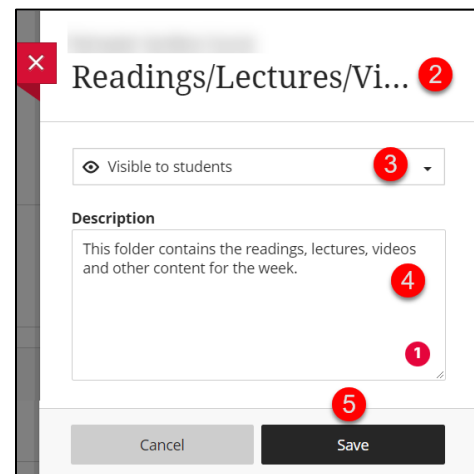 Readings/Lectures/Vi... 2
Visible to students 3
Description
This folder contains the readings, lectures, videos
and other content for the week.
4
1
5
Cancel Save